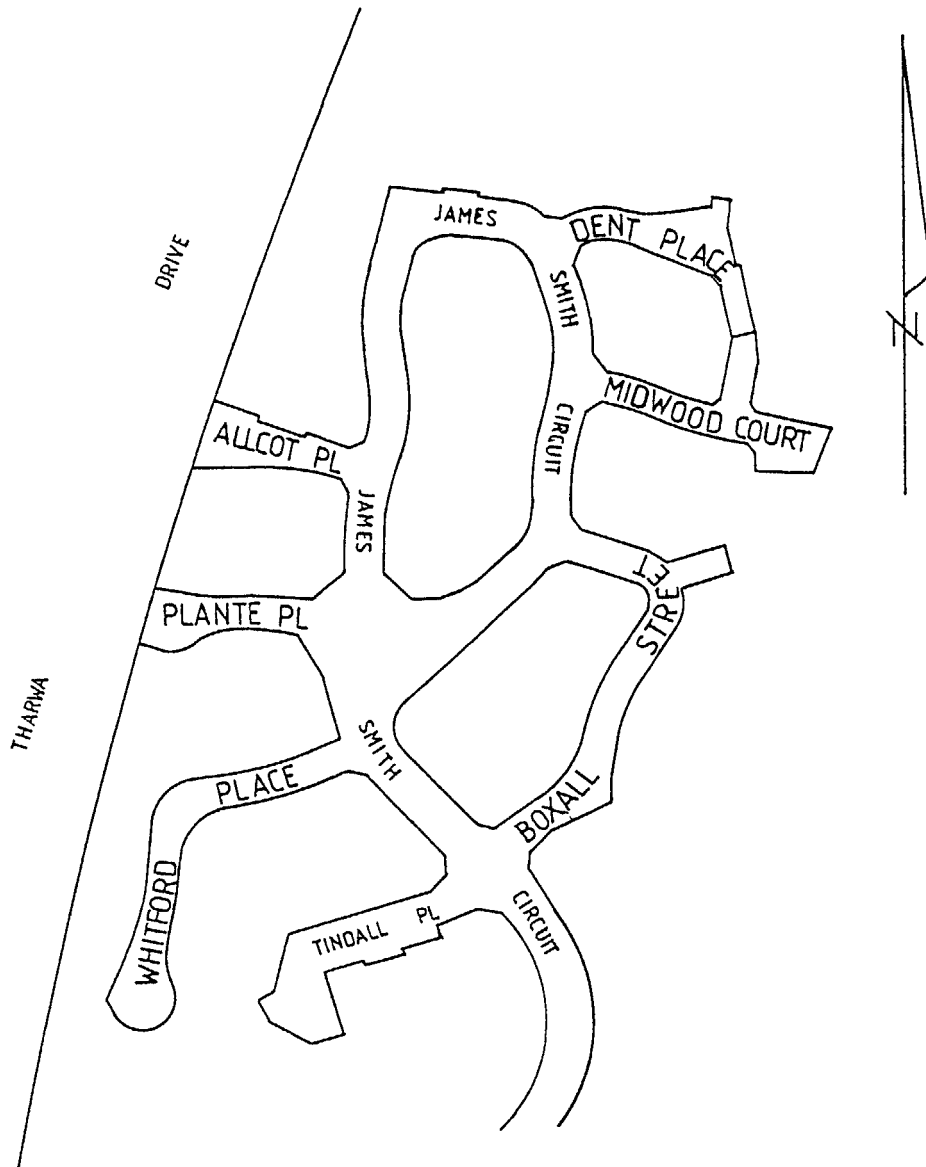 JAMES
DENT PLACE
DRIVE
SMITH
MIDWOOD COURT
CIRCUIT
ALLCOT PL
JAMES
STREET
PLANTE PL
THARWA
SMITH
PLACE
BOXALL
WHITFORD
TINDALL PL
CIRCUIT
N